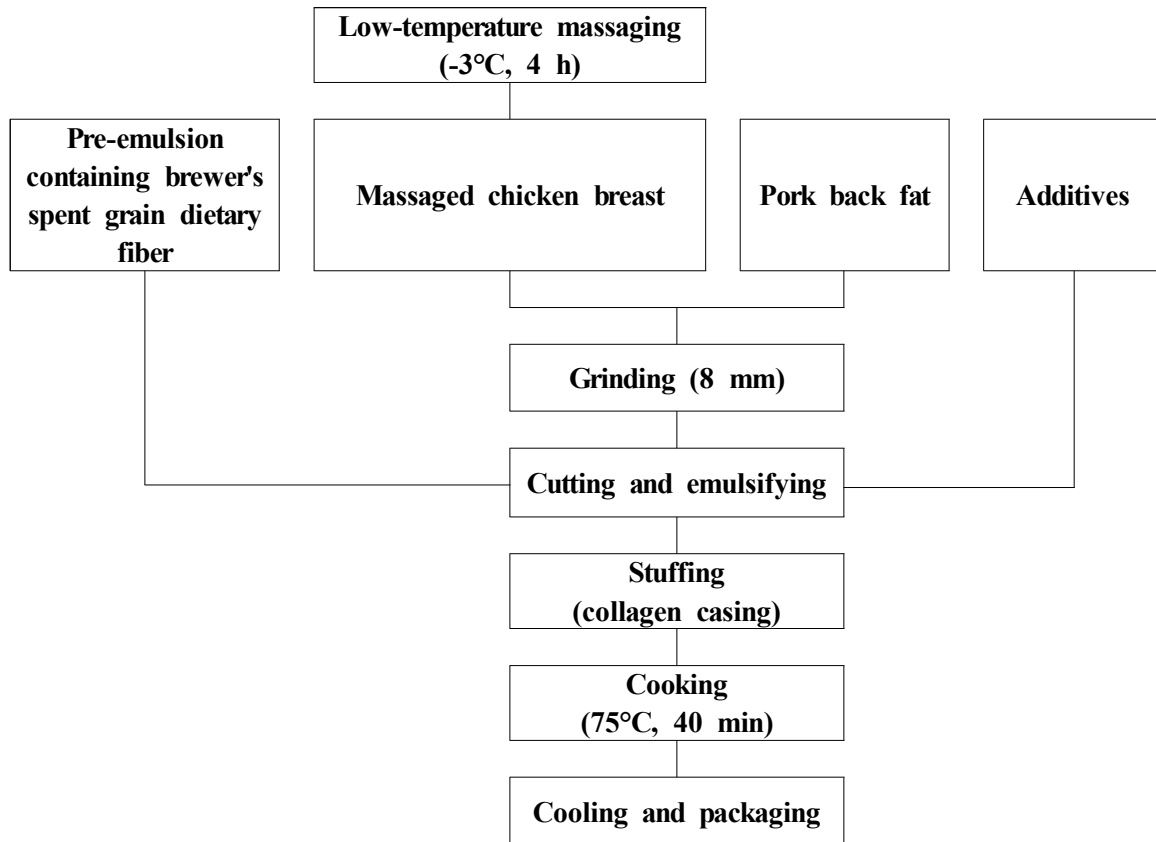 Low-temperature massaging
(-3°C, 4 h)
Pre-emulsion
containing brewer's
spent grain dietary
fiber
Massaged chicken breast
Pork back fat
Additives
Grinding (8 mm)
Cutting and emulsifying
Stuffing
(collagen casing)
Cooking
(75°C, 40 min)
Cooling and packaging